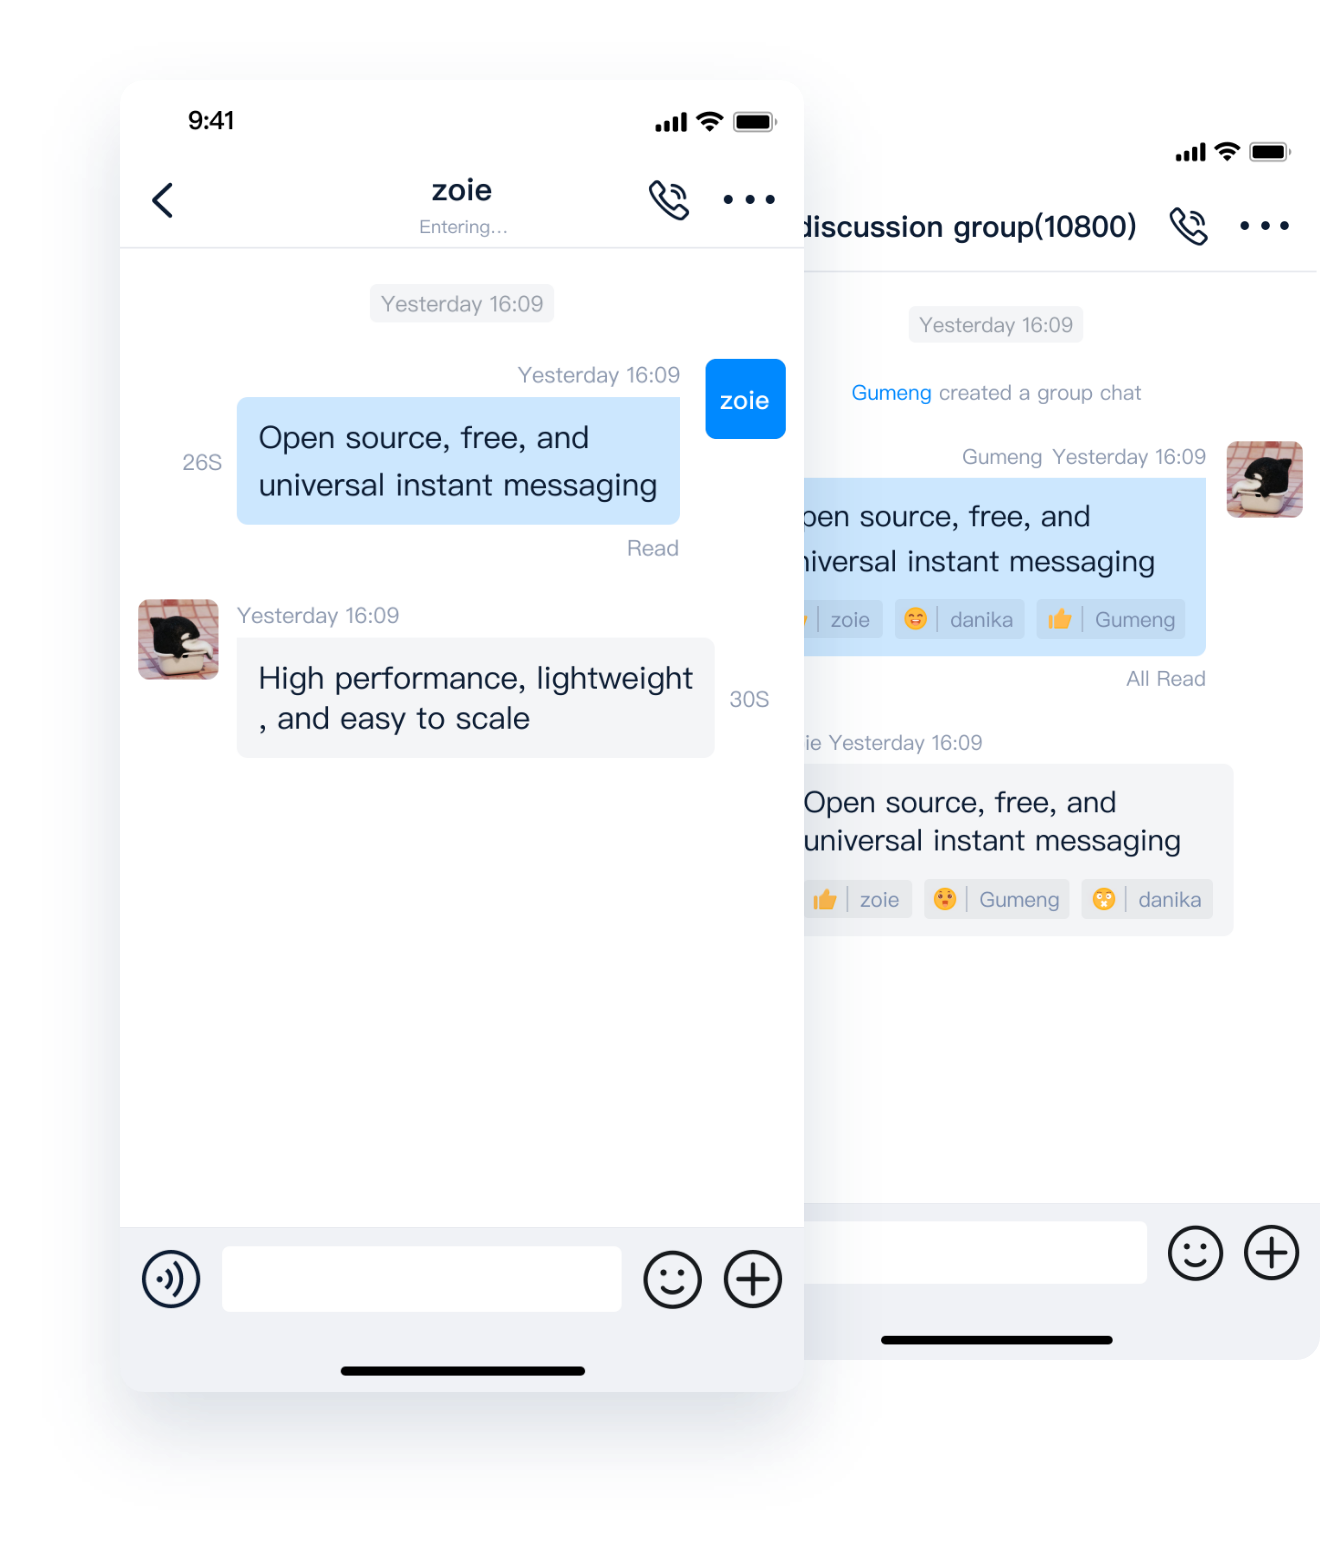 9:41
zoie
Entering...
Yesterday 16:09
Yesterday 16:09
zoie
Open source, free, and
universal instant messaging
26S
Read
Yesterday 16:09
High performance, lightweight
, and easy to scale
30S
discussion group(10800)
Yesterday 16:09
Gumeng created a group chat
Gumeng Yesterday 16:09
source, free, and
instant messaging
zoie danika Gumeng
All Read
Yesterday 16:09
Open source, free, and
universal instant messaging
zoie Gumeng danika